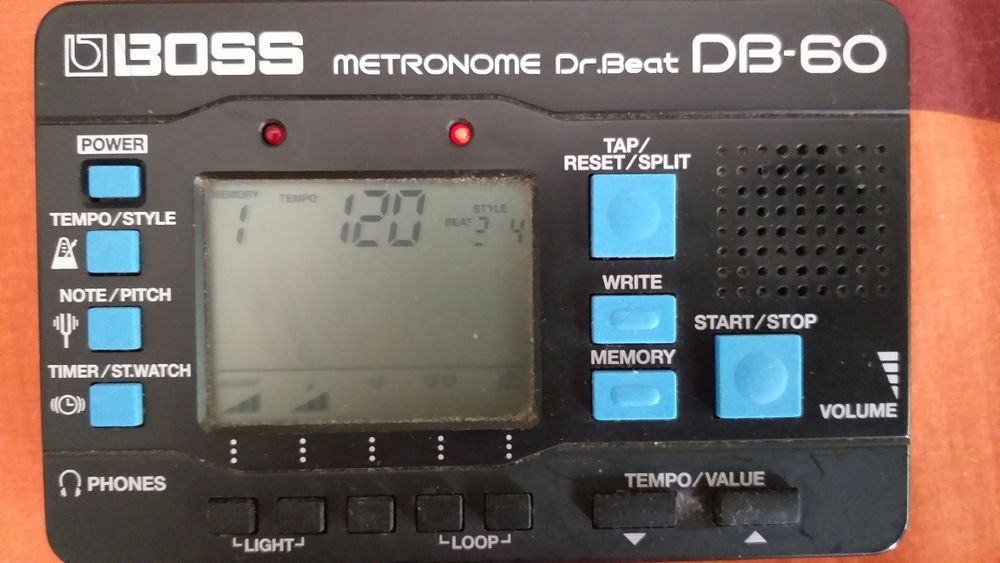 BOSS METRONOME Dr.Beat DB-60
POWER
TAP/
RESET/SPLIT
MEMORY TEMPO 120 STYLE
1 BEAT 2 4
TEMPO/STYLE
NOTE/PITCH
WRITE
START/STOP
TIMER/ST.WATCH
MEMORY
VOLUME
PHONES
TEMPO/VALUE
LIGHT
LOOP